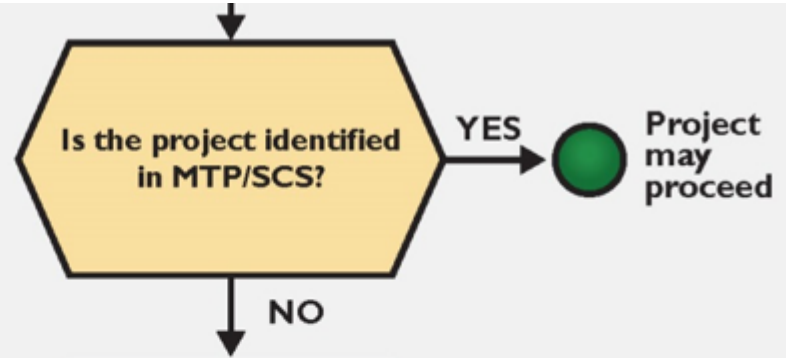 Is the project identified
in MTP/SCS?
YES
Project
may
proceed
NO